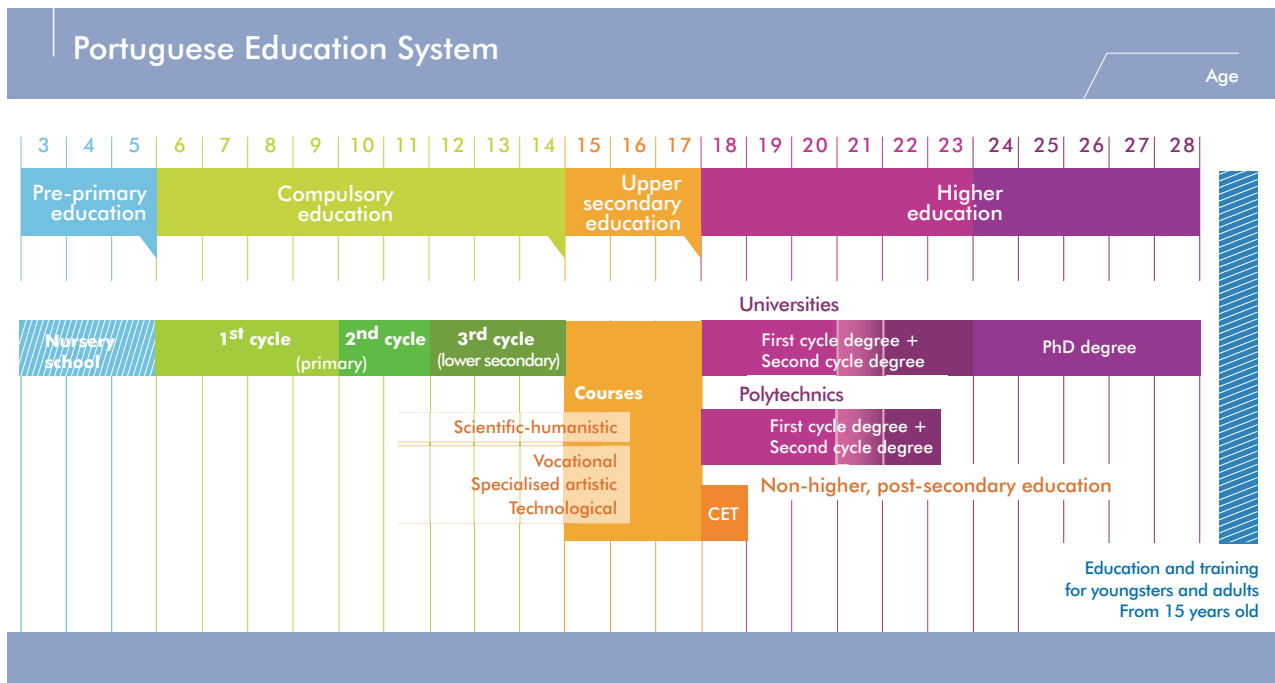 Portuguese Education System
Age
3 4 5 6 7 8 9 10 11 12 13 14 15 16 17 18 19 20 21 22 23 24 25 26 27 28
Pre-primary
education
Compulsory
education
Upper
secondary
education
Higher
education
Universities
Nursery
school
1st cycle
(primary)
2nd cycle
3rd cycle
(lower secondary)
First cycle degree +
Second cycle degree
PhD degree
Courses
Polytechnics
Scientific-humanistic
First cycle degree +
Second cycle degree
Vocational
Specialised artistic
Technological
Non-higher, post-secondary education
CET
Education and training
for youngsters and adults
From 15 years old